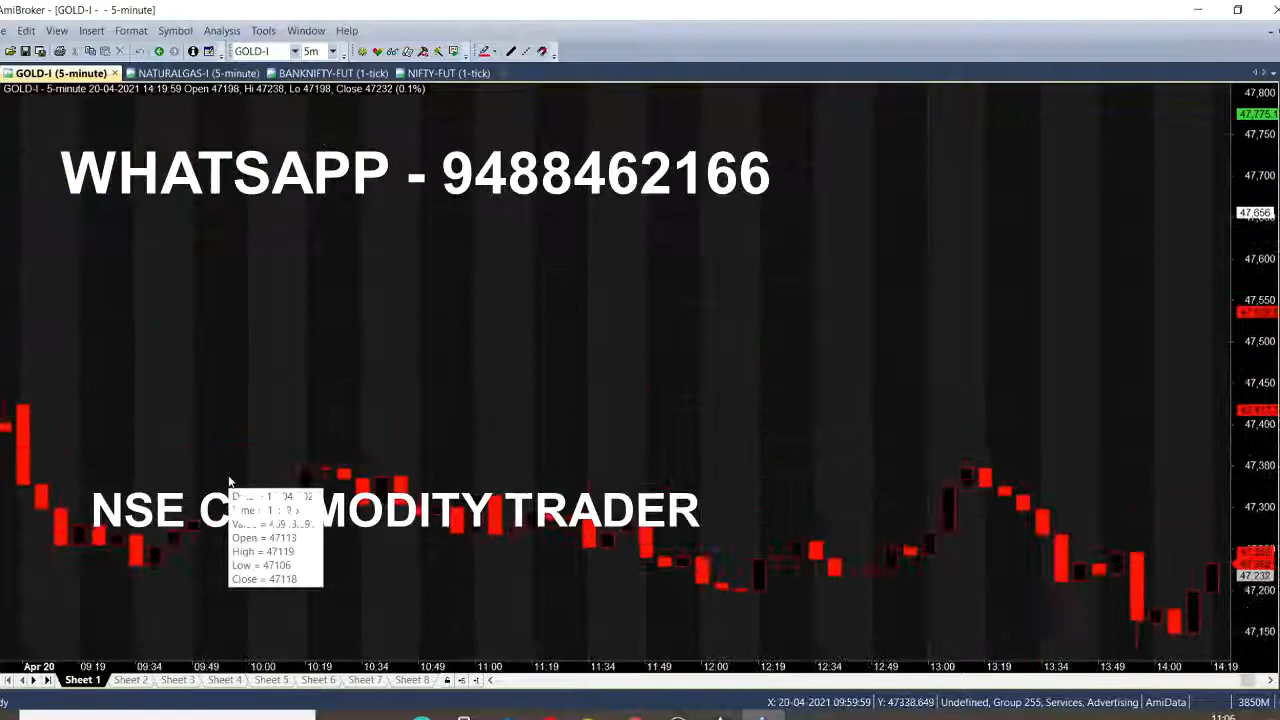 AmiBroker - [GOLD-I - - 5-minute]
Edit View Insert Format Symbol Analysis Tools Window Help
GOLD-I 5m
GOLD-I (5-minute) NATURALGAS-I (5-minute) BANKNIFTY-FUT (1-tick) NIFTY-FUT (1-tick)
GOLD-I - 5-minute 20-04-2021 14:19:59 Open 47198, Hi 47238, Lo 47198, Close 47232 (0.1%)
47,800
47,775.1
47,750
47,700
47,656
47,600
47,550
47,500
47,450
47,400
47,350
47,300
47,232
47,200
47,150
WHATSAPP - 9488462166
NSE COMMODITY TRADER
Open = 47113
High = 47119
Low = 47106
Close = 47118
Apr 20 09:19 09:34 09:49 10:00 10:19 10:34 10:49 11:00 11:19 11:34 11:49 12:00 12:19 12:34 12:49 13:00 13:19 13:34 13:49 14:00 14:19
Sheet 1 Sheet 2 Sheet 3 Sheet 4 Sheet 5 Sheet 6 Sheet 7 Sheet 8
X: 20-04-2021 09:59:59 Y: 47338.649 Undefined, Group 255, Services, Advertising AmiData 3850M
11:06